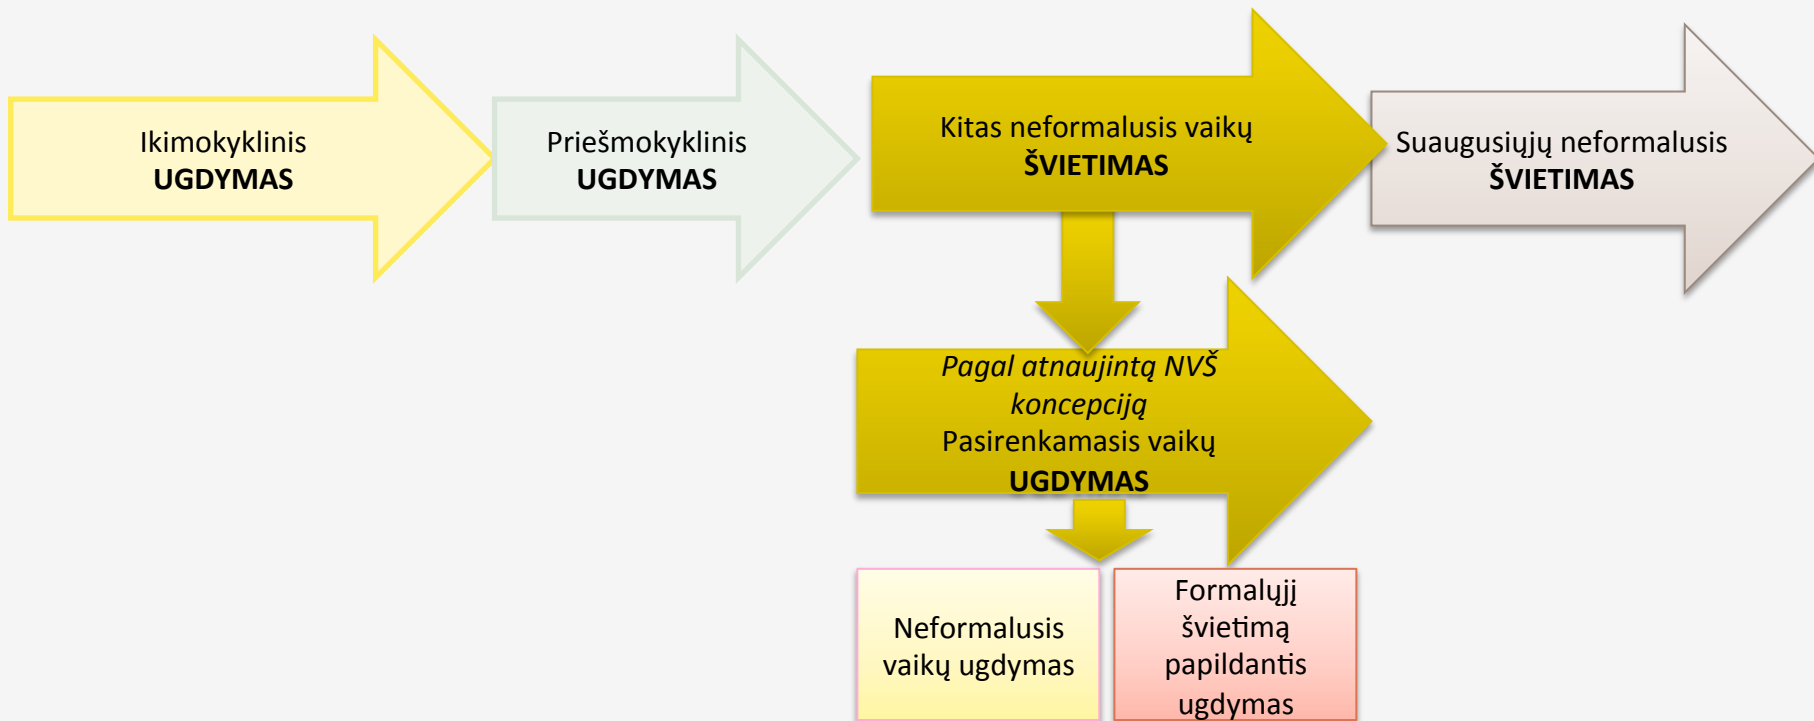 Ikimokyklinis
UGDYMAS
Priešmokyklinis
UGDYMAS
Kitas neformalusis vaikų
ŠVIETIMAS
Suaugusiųjų neformalusis
ŠVIETIMAS
Pagal atnaujintą NVŠ
koncepciją
Pasirenkamasis vaikų
UGDYMAS
Neformalusis
vaikų ugdymas
Formalųjį
švietimą
papildantis
ugdymas